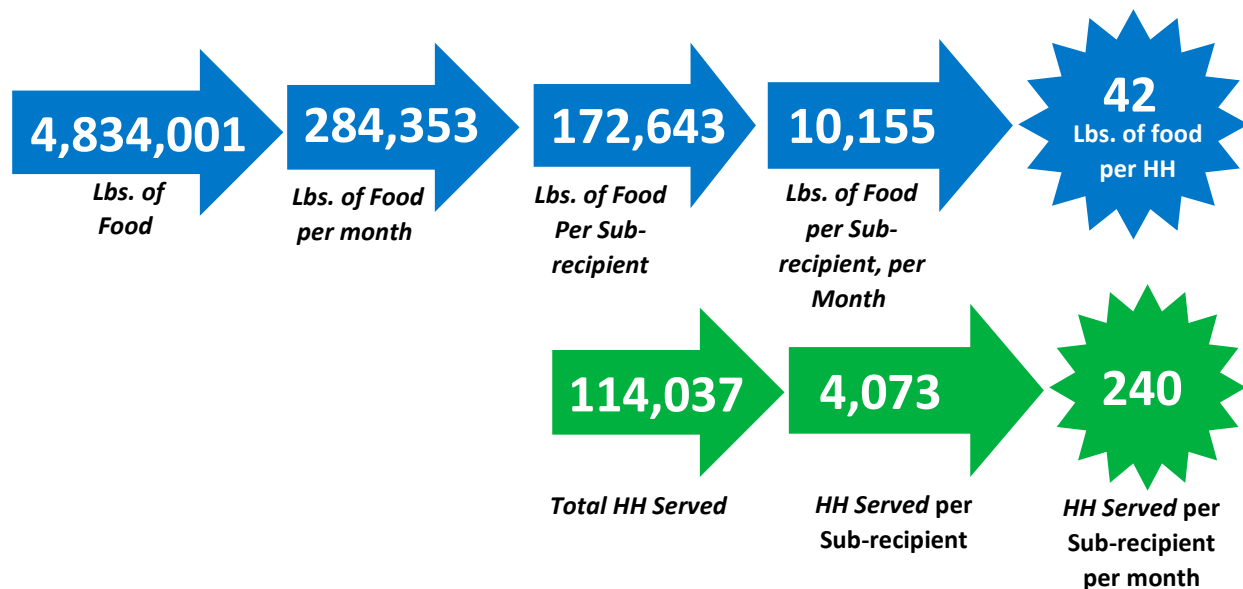 4,834,001
Lbs. of
Food
284,353
Lbs. of Food
per month
172,643
Lbs. of Food
Per Sub-
recipient
10,155
Lbs. of Food
per Sub-
recipient, per
Month
42
Lbs. of food
per HH
114,037
Total HH Served
4,073
HH Served per
Sub-recipient
240
HH Served per
Sub-recipient
per month